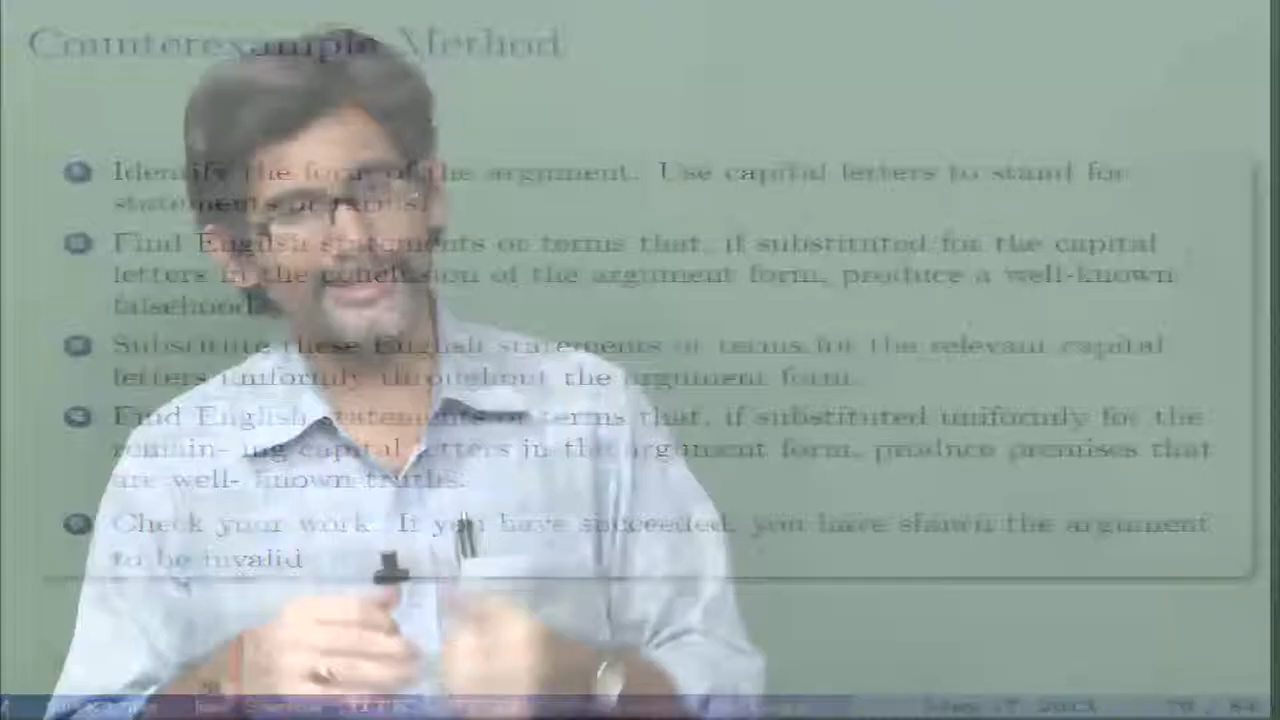 Counterexample Method
Identify the form of the argument. Use capital letters to stand for
statements or terms.
Find English statements or terms that, if substituted for the capital
letters in the conclusion of the argument form, produce a well-known
falsehood.
Substitute these English statements or terms for the relevant capital
letters uniformly throughout the argument form.
Find English statements or terms that, if substituted uniformly for the
remain- ing capital letters in the argument form, produce premises that
are well- known truths.
Check your work. If you have succeeded, you have shown the argument
to be invalid
May 17, 2013